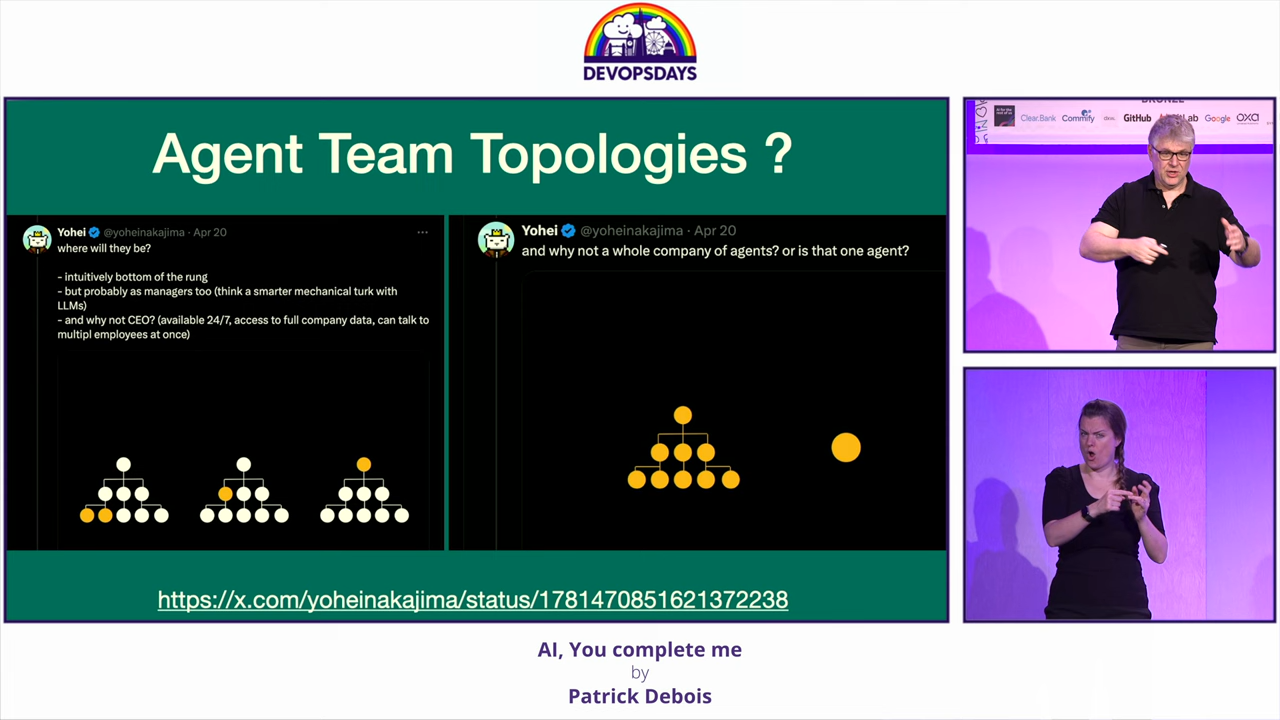 DEVOPSDAYS
Agent Team Topologies ?
Yohei @yoheinakajima · Apr 20
where will they be?
- intuitively bottom of the rung
- but probably as managers too (think a smarter mechanical turk with
LLMs)
- and why not CEO? (available 24/7, access to full company data, can talk to
multipl employees at once)
Yohei @yoheinakajima · Apr 20
and why not a whole company of agents? or is that one agent?
https://x.com/yoheinakajima/status/1781470851621372238
Clear.Bank
Commify
GitHub
Lab
Google
oxa
AI, You complete me
by
Patrick Debois